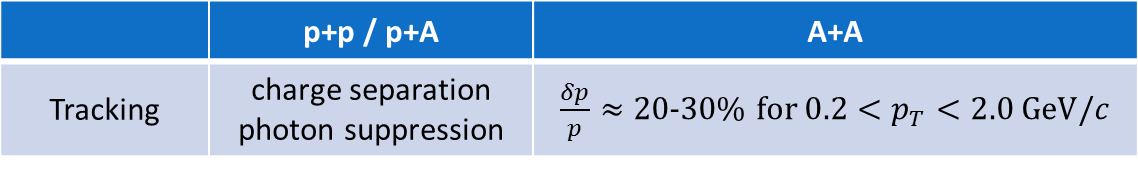 p+p / p+A A+A
Tracking charge separation photon suppression δp/p ≈ 20-30% for 0.2 < p_T < 2.0 GeV/c